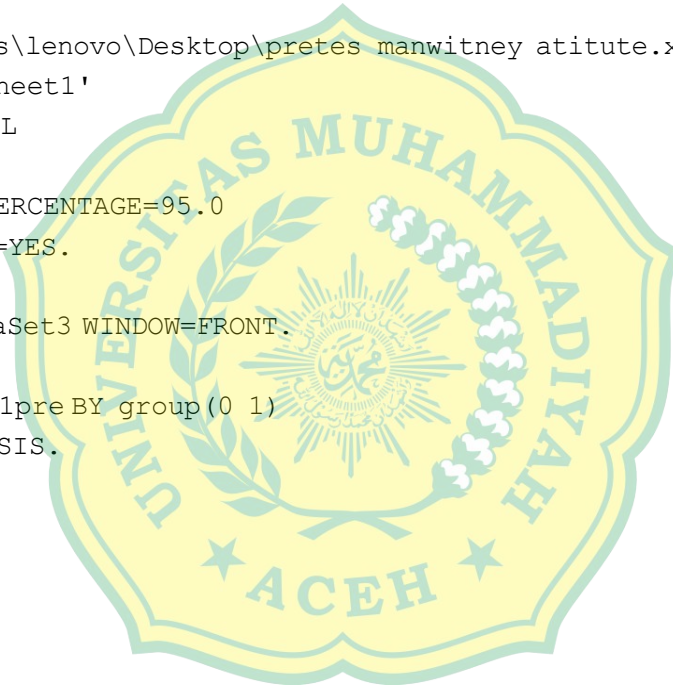 s\lenovo\Desktop\pretes manwitney atitute.x
heet1'
L
ERCENTAGE=95.0
=YES.
aSet3 WINDOW=FRONT.
1pre BY group(0 1)
SIS.
UNIVERSITAS MUHAMMADIYAH
ACEH